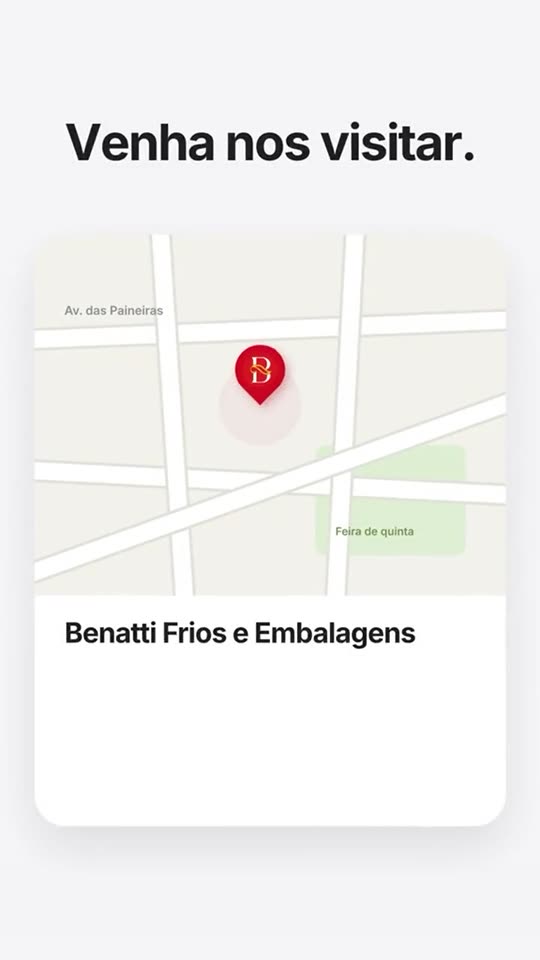 Venha nos visitar.
Av. das Paineiras
B
Feira de quinta
Benatti Frios e Embalagens